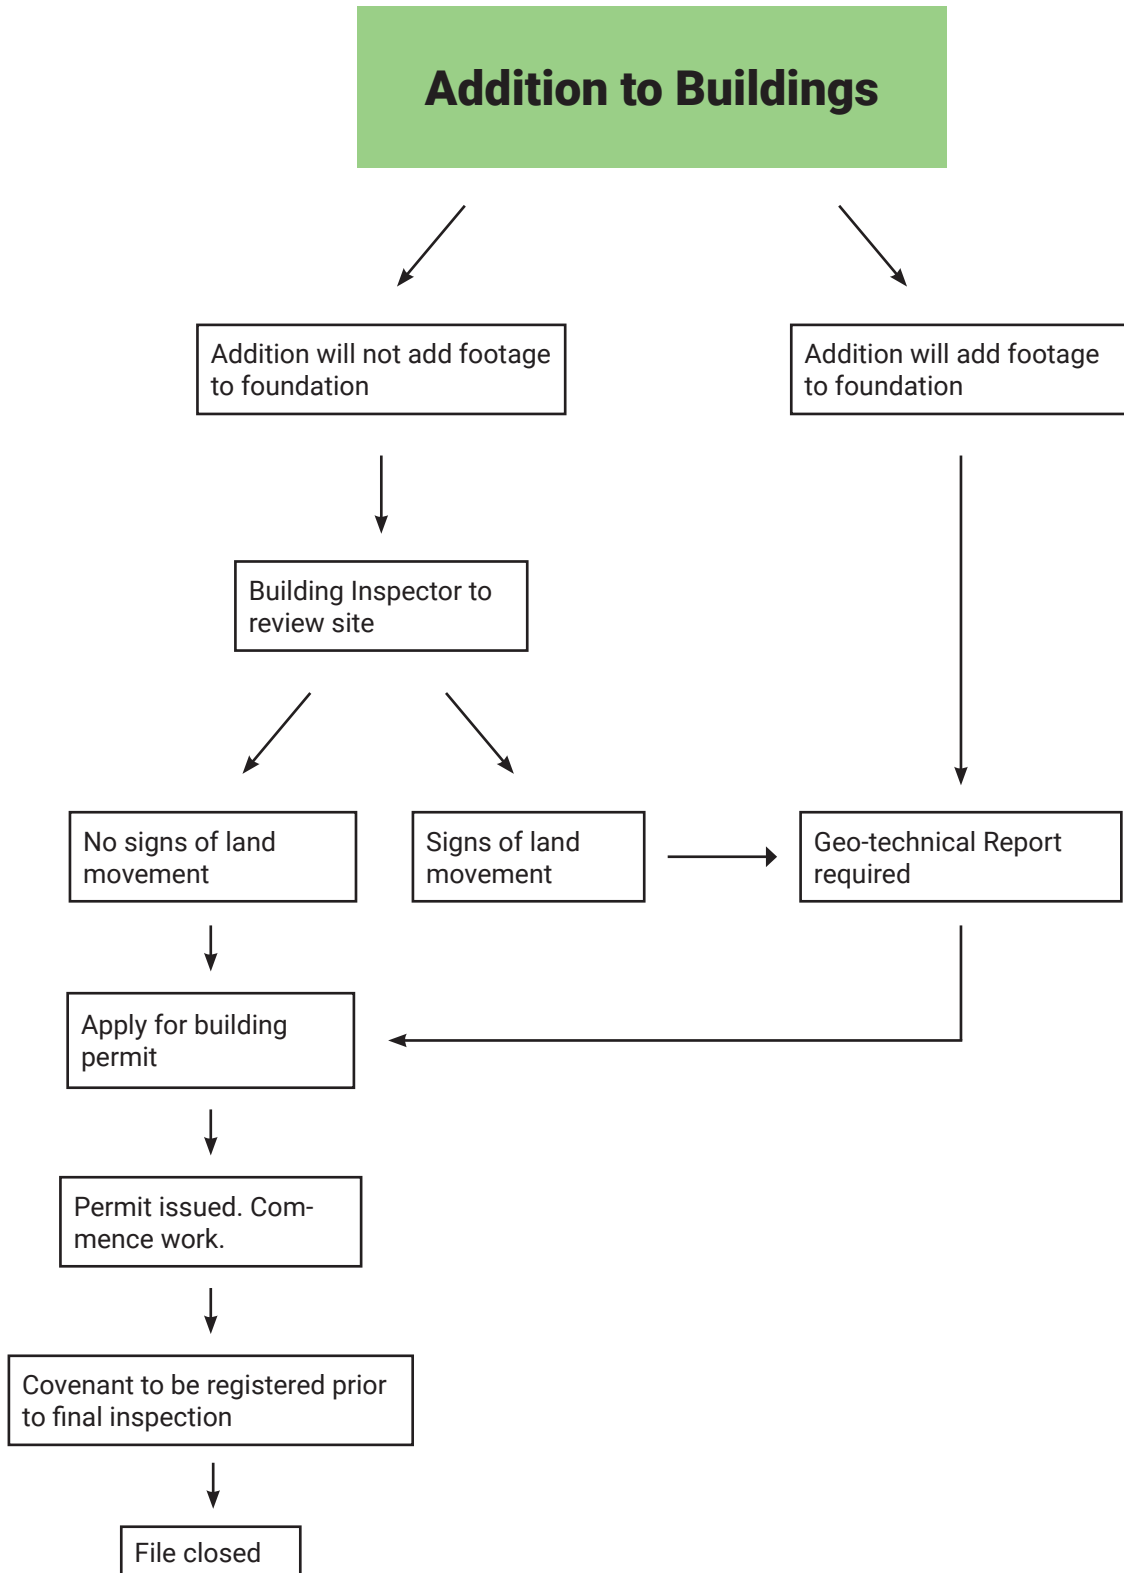 Addition to Buildings
Addition will not add footage
to foundation
Addition will add footage
to foundation
Building Inspector to
review site
No signs of land
movement
Signs of land
movement
Geo-technical Report
required
Apply for building
permit
Permit issued. Com-
mence work.
Covenant to be registered prior
to final inspection
File closed